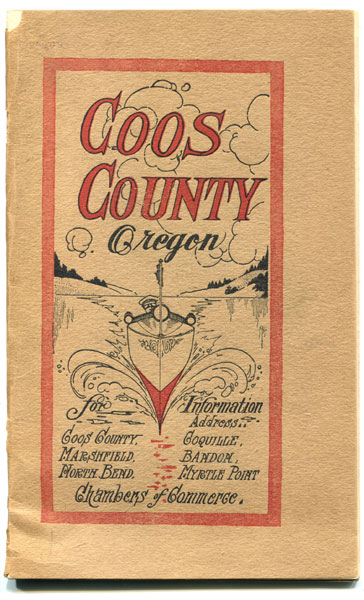 COOS
COUNTY
Oregon
for Information
Address:
COOS COUNTY, COQUILLE,
MARSHFIELD, BANDON,
NORTH BEND, MYRTLE POINT
Chambers of Commerce.